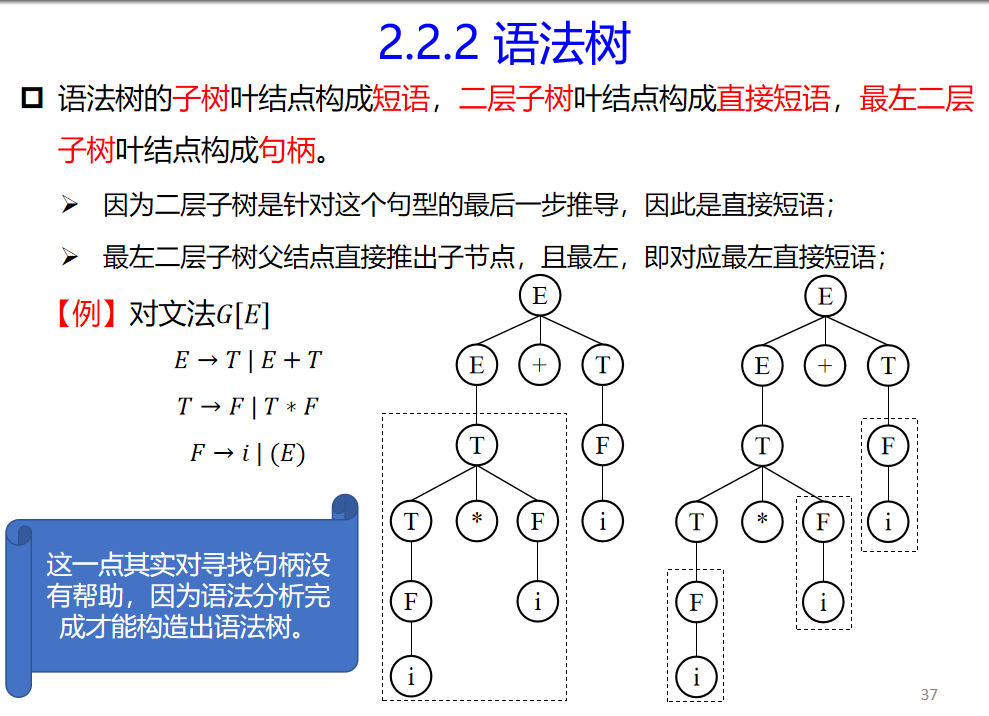 2.2.2 语法树
语法树的子树叶结点构成短语，二层子树叶结点构成直接短语，最左二层
子树叶结点构成句柄。
因为二层子树是针对这个句型的最后一步推导，因此是直接短语；
最左二层子树父结点直接推出子节点，且最左，即对应最左直接短语；
【例】对文法G[E]
E → T | E + T
T → F | T ∗ F
F → i | (E)
这一点其实对寻找句柄没
有帮助，因为语法分析完
成才能构造出语法树。
E
E + T
T F
T * F i
F i
i
E
E + T
T F
T * F i
F i
i
37